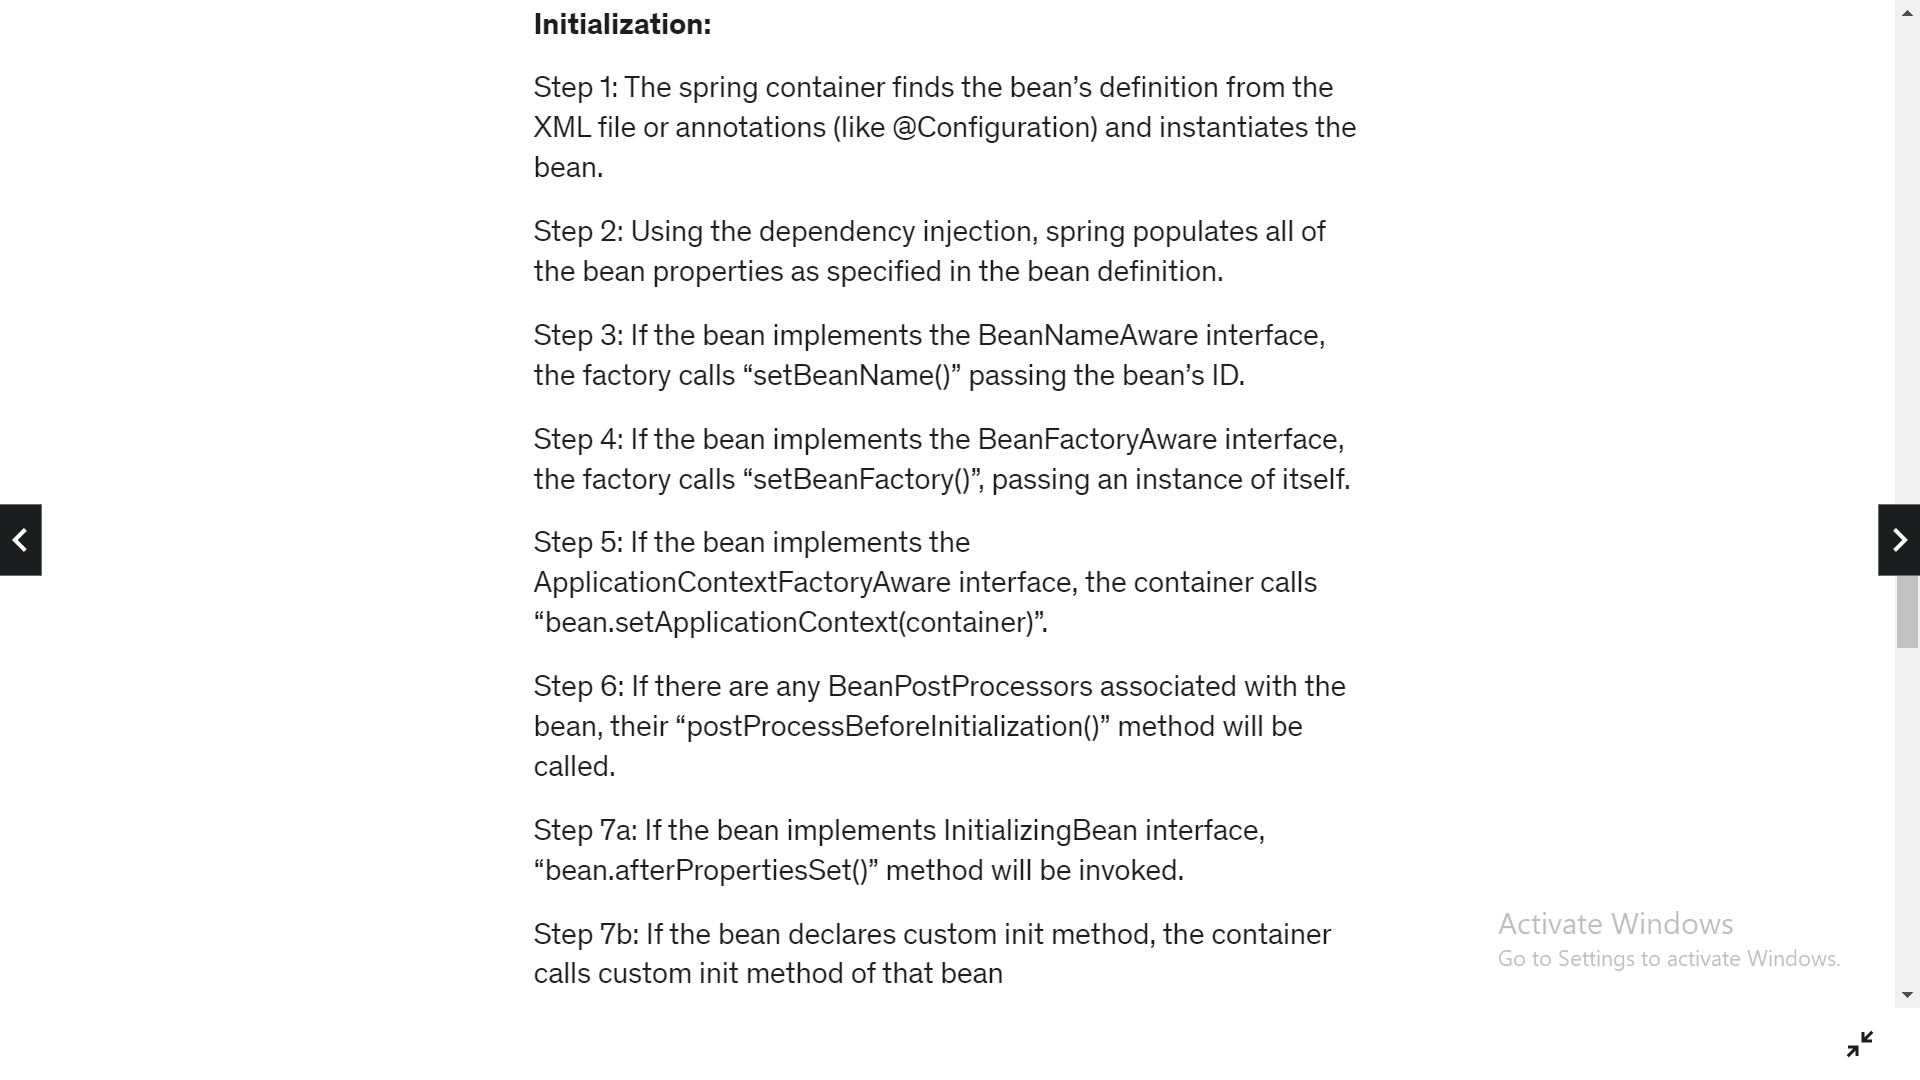 Initialization:
Step 1: The spring container finds the bean’s definition from the
XML file or annotations (like @Configuration) and instantiates the
bean.
Step 2: Using the dependency injection, spring populates all of
the bean properties as specified in the bean definition.
Step 3: If the bean implements the BeanNameAware interface,
the factory calls “setBeanName()” passing the bean’s ID.
Step 4: If the bean implements the BeanFactoryAware interface,
the factory calls “setBeanFactory()”, passing an instance of itself.
Step 5: If the bean implements the
ApplicationContextFactoryAware interface, the container calls
“bean.setApplicationContext(container)”.
Step 6: If there are any BeanPostProcessors associated with the
bean, their “postProcessBeforeInitialization()” method will be
called.
Step 7a: If the bean implements InitializingBean interface,
“bean.afterPropertiesSet()” method will be invoked.
Step 7b: If the bean declares custom init method, the container
calls custom init method of that bean
Activate Windows
Go to Settings to activate Windows.